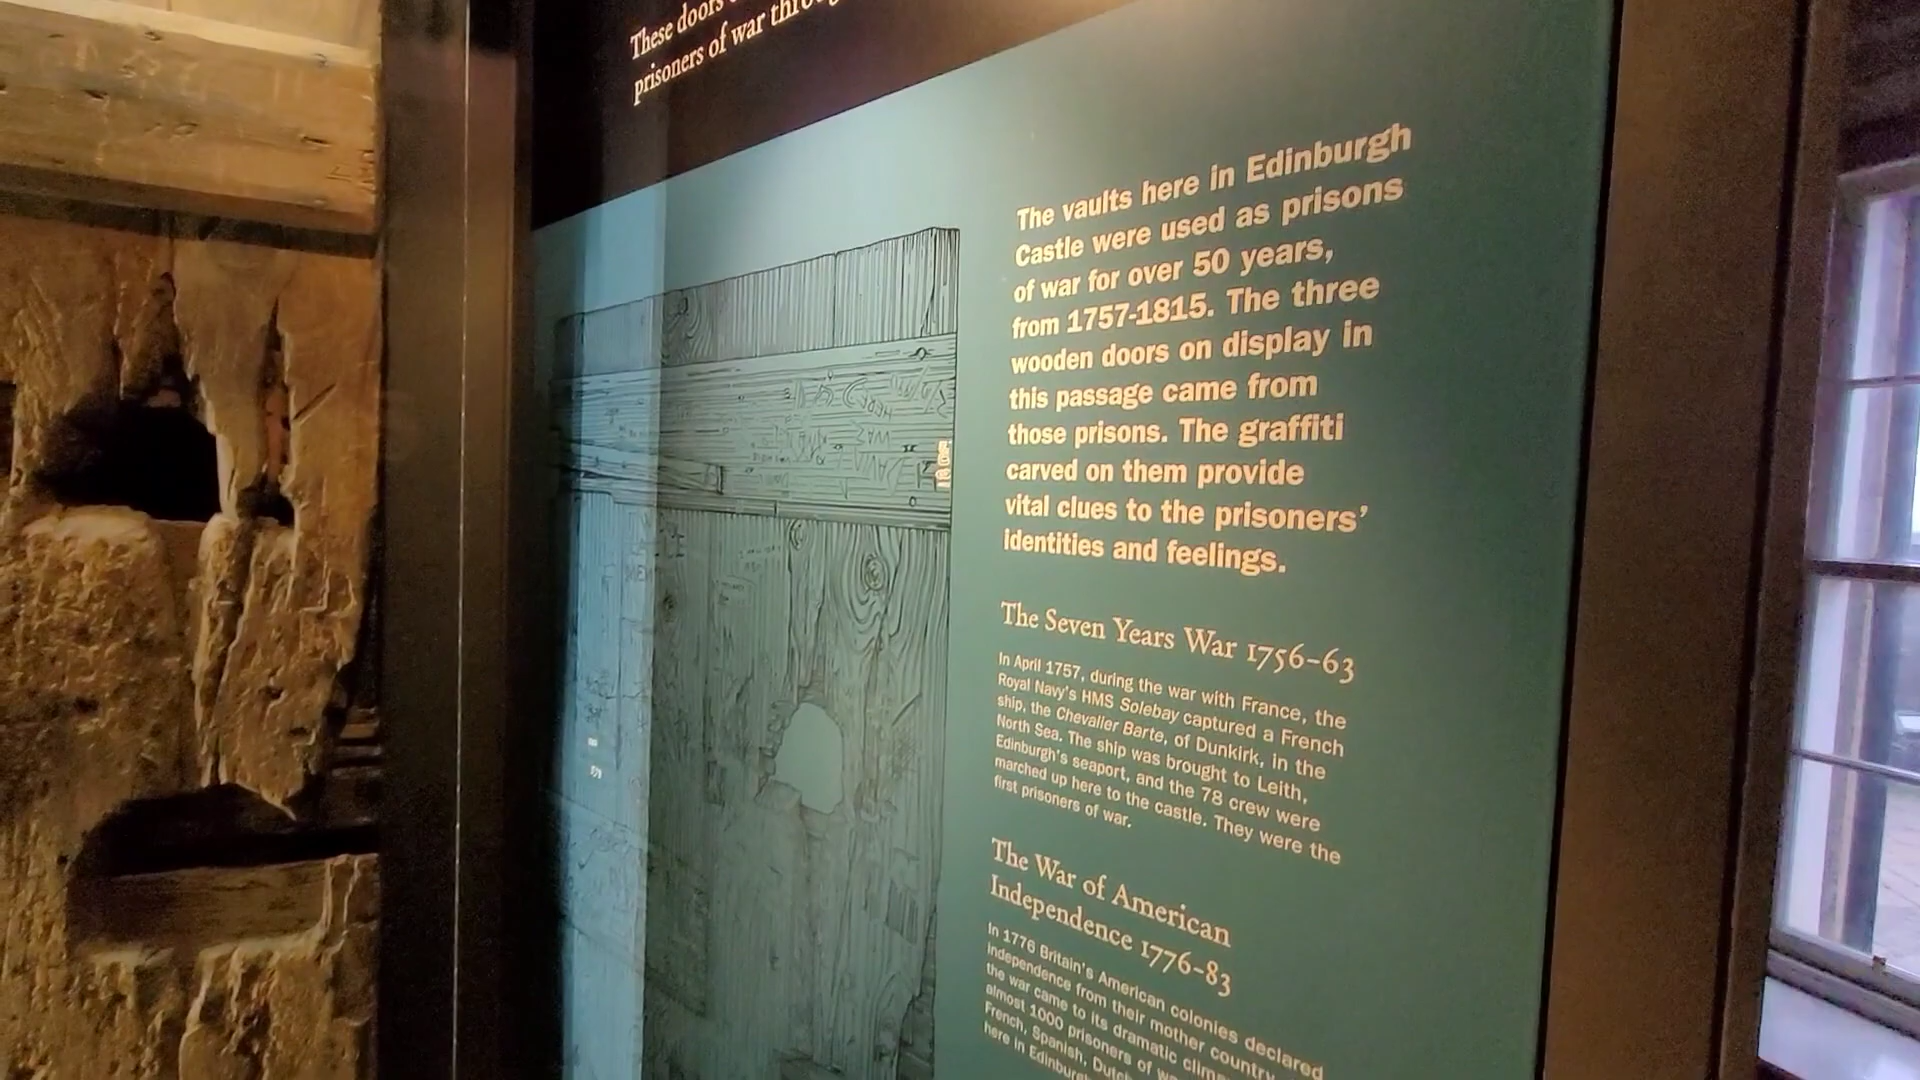 These doors
prisoners of war
The vaults here in Edinburgh
Castle were used as prisons
of war for over 50 years,
from 1757-1815. The three
wooden doors on display in
this passage came from
those prisons. The graffiti
carved on them provide
vital clues to the prisoners'
identities and feelings.
The Seven Years War 1756–63
In April 1757, during the war with France, the
Royal Navy's HMS Solebay captured a French
ship, the Chevalier Barte, of Dunkirk, in the
North Sea. The ship was brought to Leith,
Edinburgh's seaport, and the 78 crew were
marched up here to the castle. They were the
first prisoners of war.
The War of American
Independence 1776–83
In 1776 Britain's American colonies declared
independence from their mother country.
the war came to its dramatic
almost 1000 prisoners of
French, Spanish,
here in